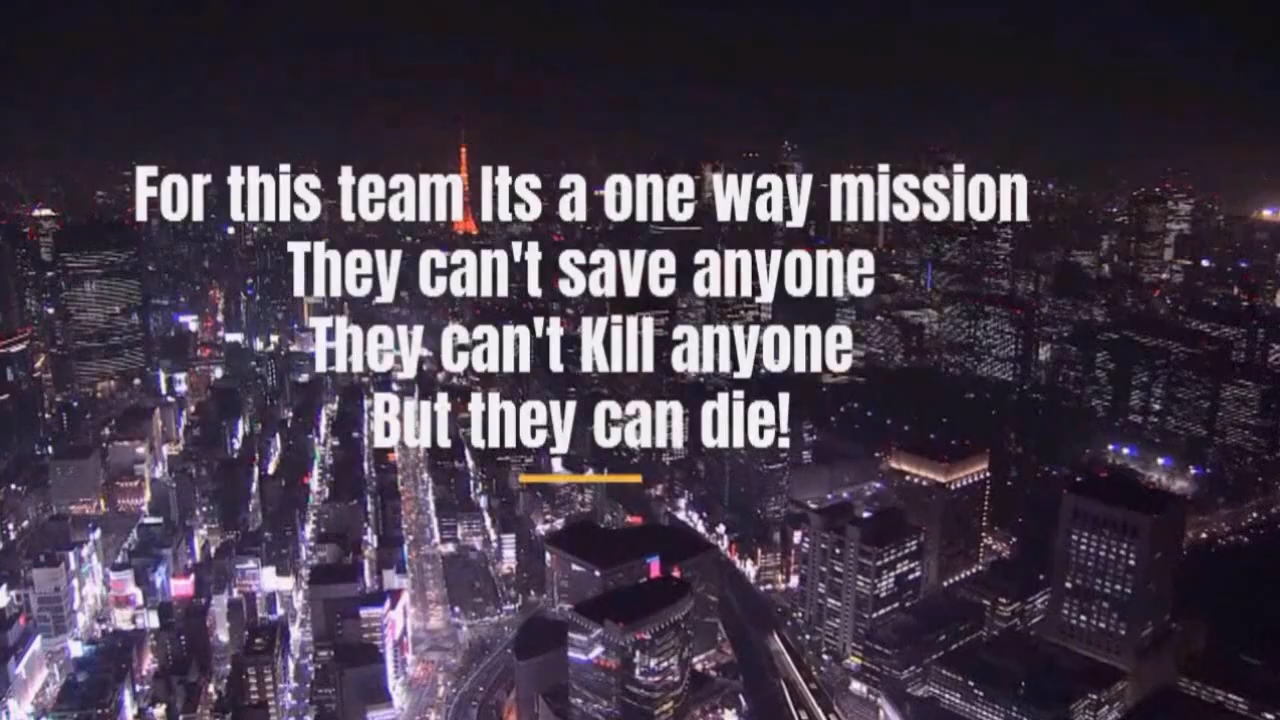 For this team Its a one way mission
They can't save anyone
They can't Kill anyone
But they can die!